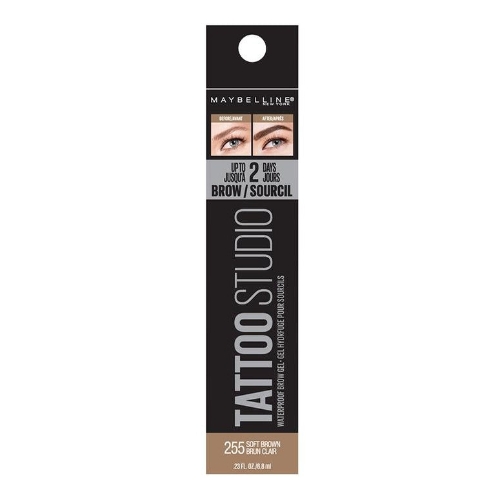 MAYBELLINE®
NEW YORK
BEFORE/AVANT AFTER/APRÈS
UP TO 2 DAYS
JUSQU'À JOURS
BROW / SOURCIL
TATTOO STUDIO
WATERPROOF BROW GEL • GEL HYDROFUGE POUR SOURCILS
255 SOFT BROWN
BRUN CLAIR
.23 FL. OZ./6.8 ml